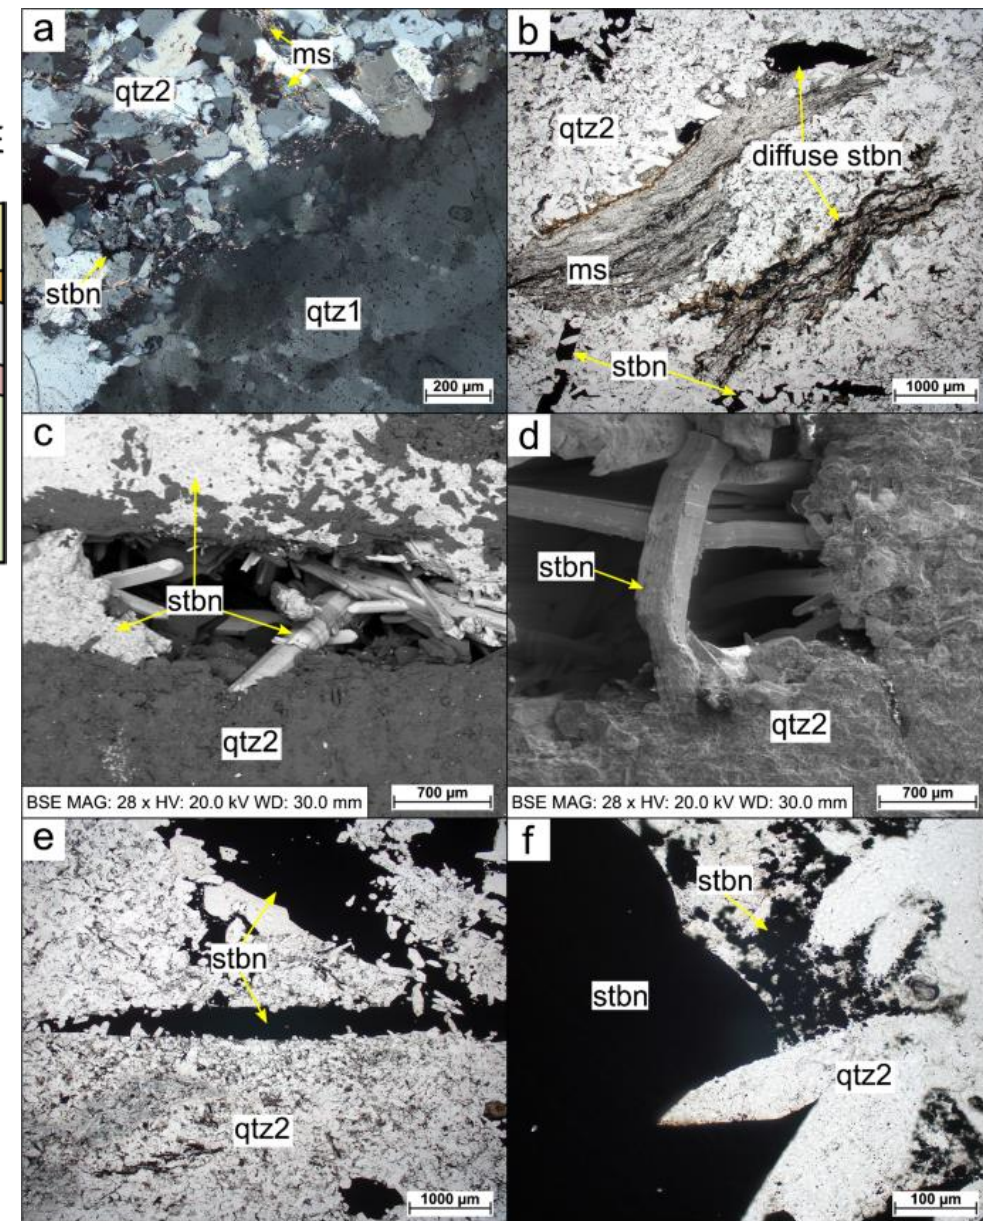 a
ms
qtz2
stbn
qtz1
200 µm
b
qtz2
diffuse stbn
ms
stbn
1000 µm
c
stbn
qtz2
BSE MAG: 28 x HV: 20.0 kV WD: 30.0 mm
700 µm
d
stbn
qtz2
BSE MAG: 28 x HV: 20.0 kV WD: 30.0 mm
700 µm
e
stbn
qtz2
1000 µm
f
stbn
stbn
qtz2
100 µm